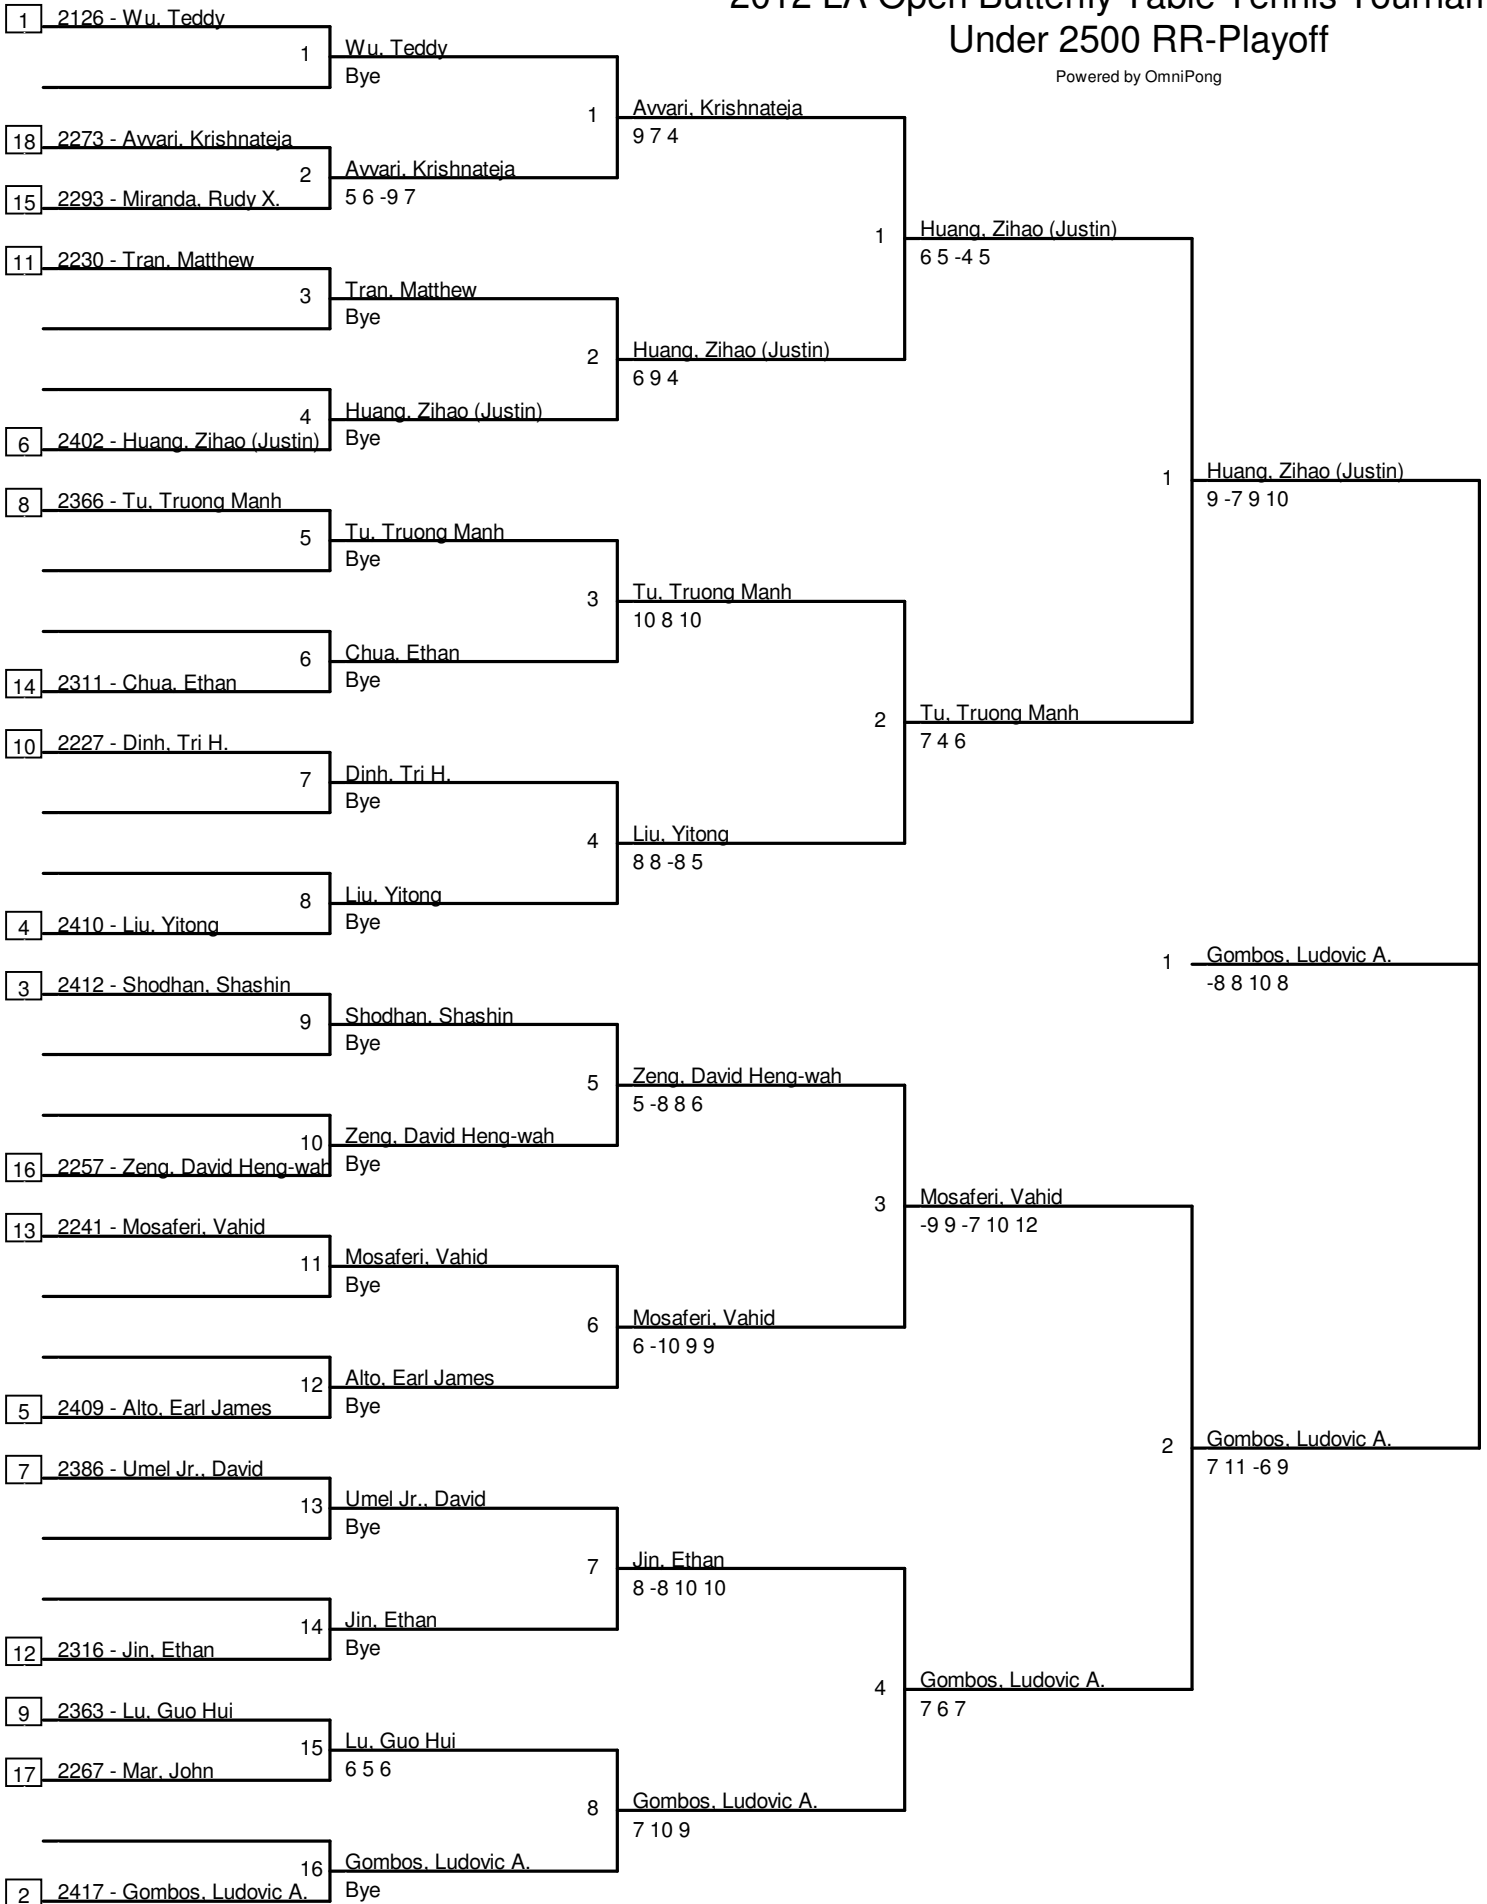 2012 LA Open Butterfly Table Tennis
Under 2500 RR-Playoff
Powered by OmniPong
1 2126 - Wu, Teddy
1 Wu, Teddy
Bye
1 Avvari, Krishnateja
9 7 4
18 2273 - Avvari, Krishnateja
2 Avvari, Krishnateja
5 6 -9 7
15 2293 - Miranda, Rudy X.
1 Huang, Zihao (Justin)
6 5 -4 5
11 2230 - Tran, Matthew
3 Tran, Matthew
Bye
2 Huang, Zihao (Justin)
6 9 4
4 Huang, Zihao (Justin)
Bye
6 2402 - Huang, Zihao (Justin)
1 Huang, Zihao (Justin)
9 -7 9 10
8 2366 - Tu, Truong Manh
5 Tu, Truong Manh
Bye
3 Tu, Truong Manh
10 8 10
6 Chua, Ethan
Bye
14 2311 - Chua, Ethan
2 Tu, Truong Manh
7 4 6
10 2227 - Dinh, Tri H.
7 Dinh, Tri H.
Bye
4 Liu, Yitong
8 8 -8 5
8 Liu, Yitong
Bye
4 2410 - Liu, Yitong
1 Gombos, Ludovic A.
-8 8 10 8
3 2412 - Shodhan, Shashin
9 Shodhan, Shashin
Bye
5 Zeng, David Heng-wah
5 -8 8 6
10 Zeng, David Heng-wah
Bye
16 2257 - Zeng, David Heng-wah
3 Mosaferi, Vahid
-9 9 -7 10 12
13 2241 - Mosaferi, Vahid
11 Mosaferi, Vahid
Bye
6 Mosaferi, Vahid
6 -10 9 9
12 Alto, Earl James
Bye
5 2409 - Alto, Earl James
2 Gombos, Ludovic A.
7 11 -6 9
7 2386 - Umel Jr., David
13 Umel Jr., David
Bye
7 Jin, Ethan
8 -8 10 10
14 Jin, Ethan
Bye
12 2316 - Jin, Ethan
4 Gombos, Ludovic A.
7 6 7
9 2363 - Lu, Guo Hui
15 Lu, Guo Hui
6 5 6
17 2267 - Mar, John
8 Gombos, Ludovic A.
7 10 9
16 Gombos, Ludovic A.
Bye
2 2417 - Gombos, Ludovic A.